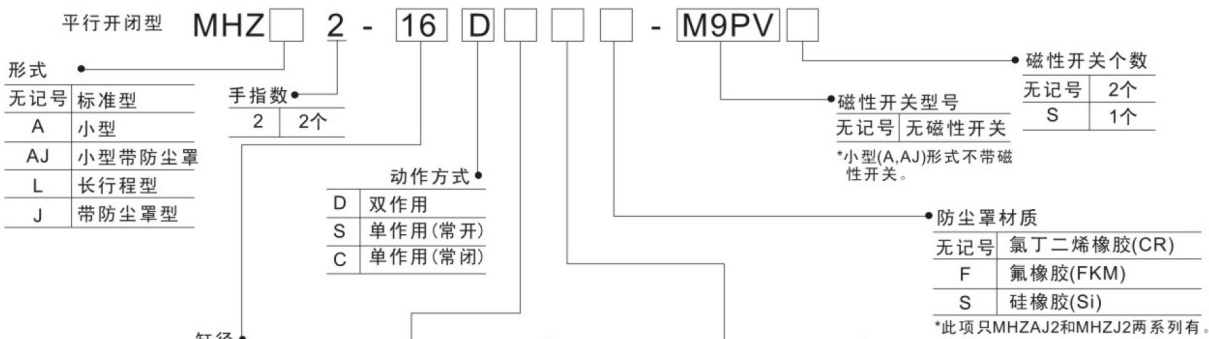 平行开闭型 MHZ 2 - 16 D - M9PV
形式
无记号 标准型
A 小型
AJ 小型带防尘罩
L 长行程型
J 带防尘罩型
手指数
2 2个
动作方式
D 双作用
S 单作用(常开)
C 单作用(常闭)
磁性开关个数
无记号 2个
S 1个
磁性开关型号
无记号 无磁性开关
*小型(A,AJ)形式不带磁
性开关。
防尘罩材质
无记号 氯丁二烯橡胶(CR)
F 氟橡胶(FKM)
S 硅橡胶(Si)
*此项只MHZAJ2和MHZJ2两系列有。
缸径